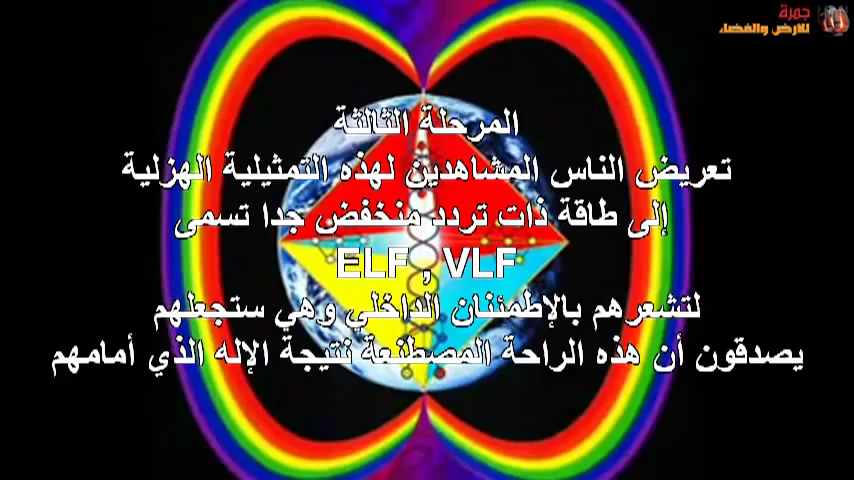 جمرة
للارض والفضاء
المرحلة الثالثة
تعريض الناس المشاهدين لهذه التمثيلية الهزلية
إلى طاقة ذات تردد منخفض جدا تسمى
ELF , VLF
لتشعرهم بالإطمئنان الداخلي وهي ستجعلهم
يصدقون أن هذه الراحة المصطنعة نتيجة الإله الذي أمامهم